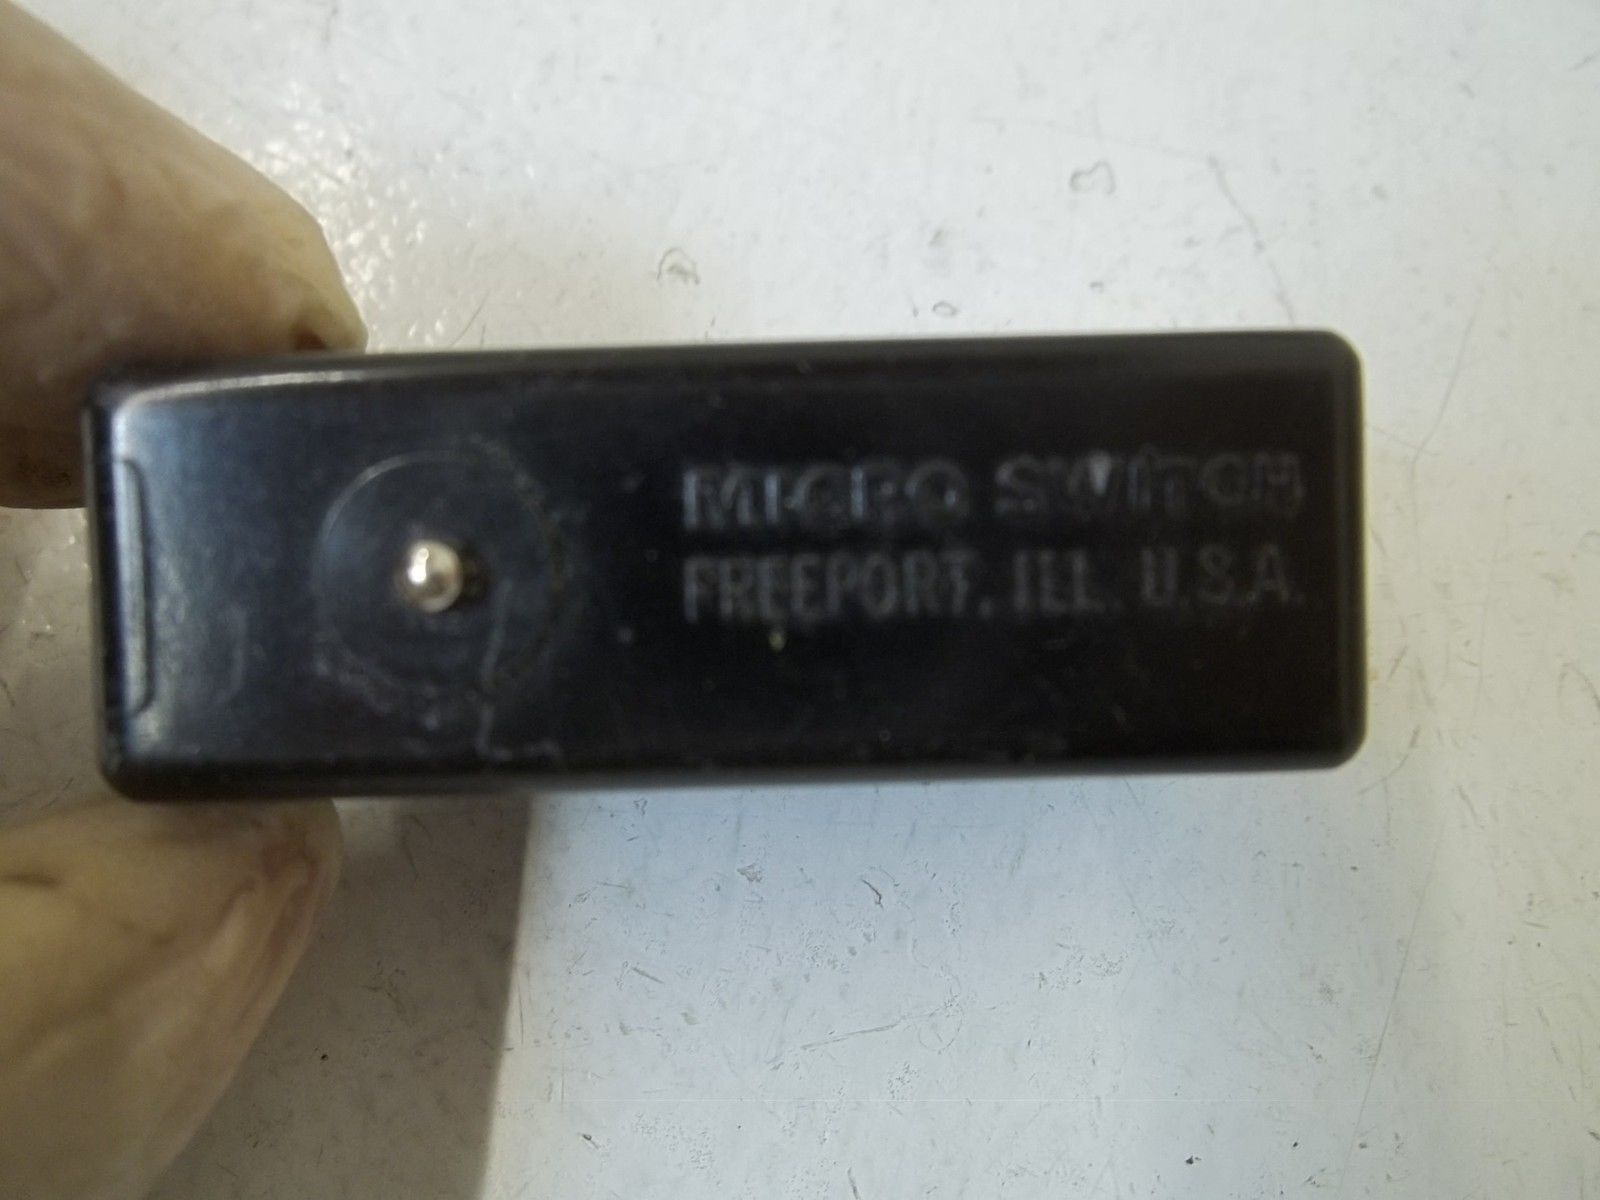 MICRO SWITCH
FREEPORT, ILL. U.S.A.